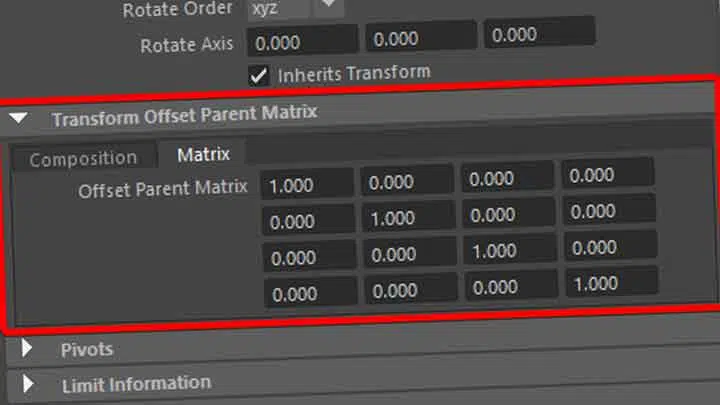 Rotate Order xyz
Rotate Axis 0.000 0.000 0.000
Inherits Transform
Transform Offset Parent Matrix
Composition Matrix
Offset Parent Matrix 1.000 0.000 0.000 0.000
0.000 1.000 0.000 0.000
0.000 0.000 1.000 0.000
0.000 0.000 0.000 1.000
Pivots
Limit Information